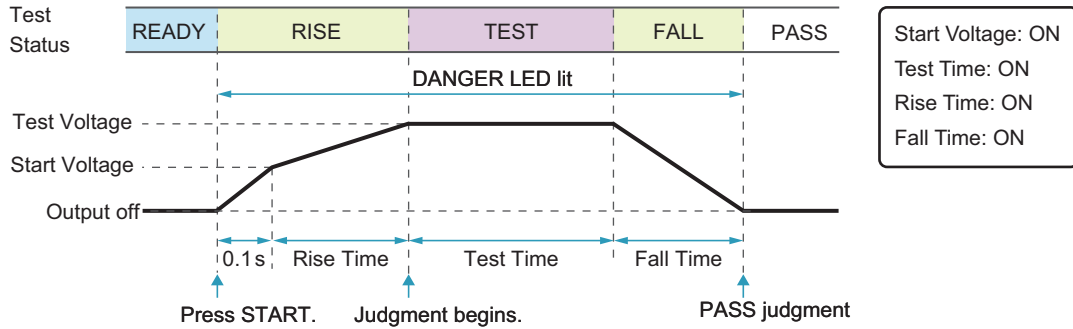 Test
Status
READY RISE TEST FALL PASS
DANGER LED lit
Test Voltage
Start Voltage
Output off
0.1 s Rise Time Test Time Fall Time
Press START. Judgment begins. PASS judgment
Start Voltage: ON
Test Time: ON
Rise Time: ON
Fall Time: ON